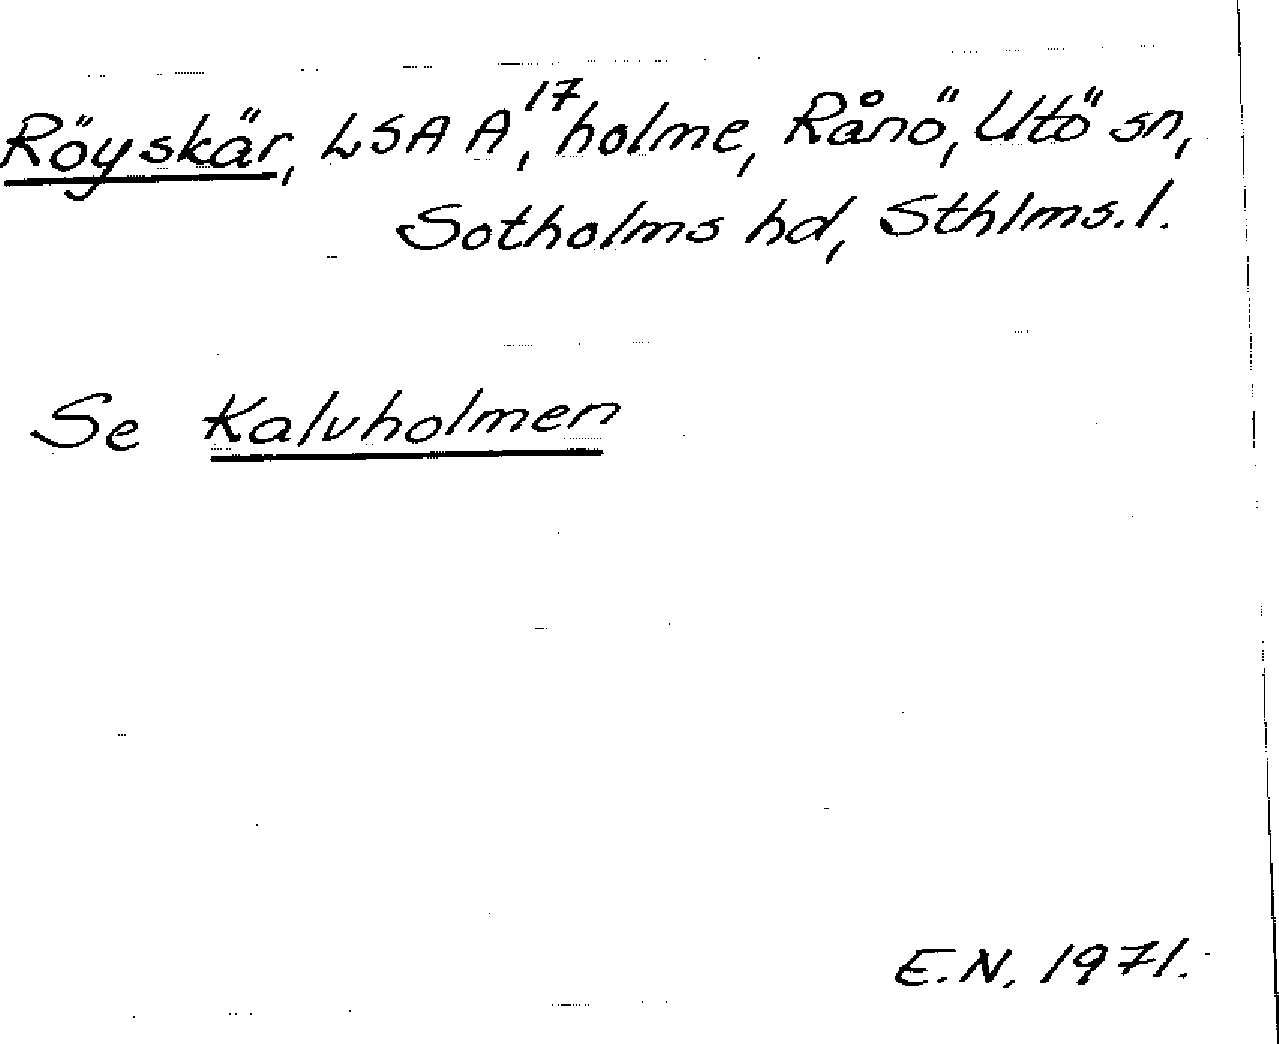 Röyskär, LSA A¹⁷, holme, Rånö, Utö sn,
Sotholms hd, Sthlms. l.
Se Kalvholmen
E.N. 1971.